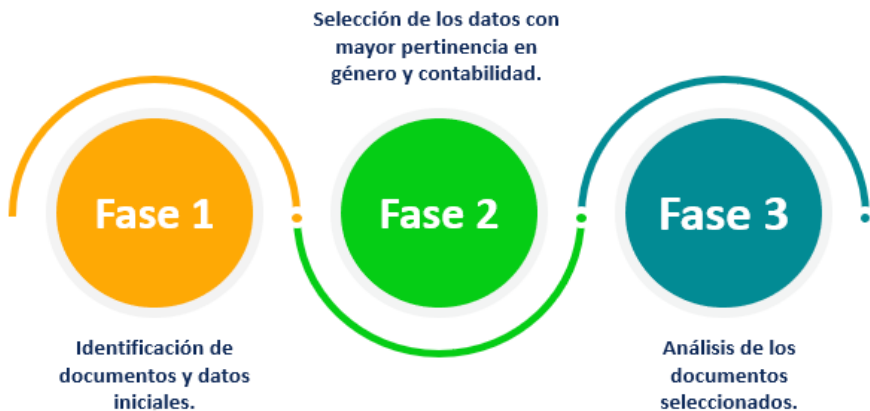 Fase 1
Identificación de
documentos y datos
iniciales.
Selección de los datos con
mayor pertinencia en
género y contabilidad.
Fase 2
Fase 3
Análisis de los
documentos
seleccionados.